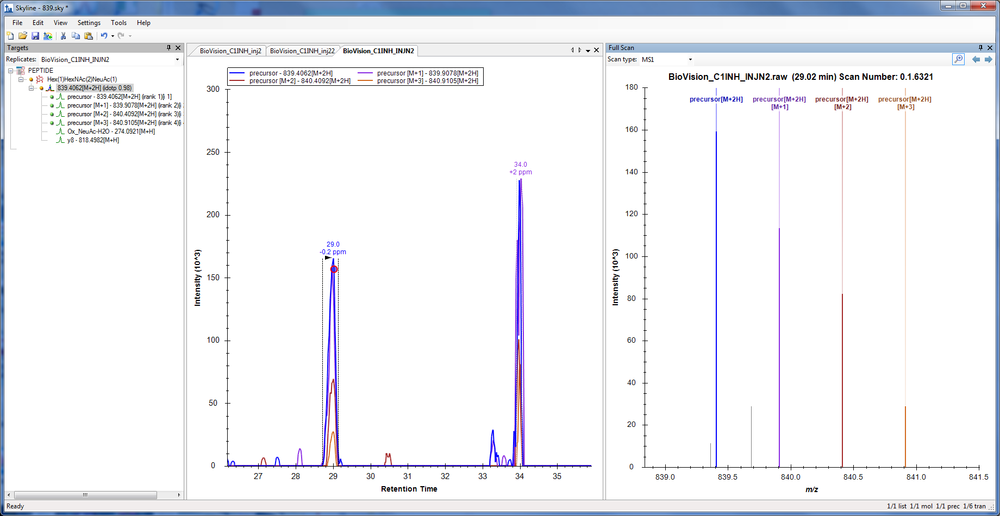 Skyline - 839.sky *
File Edit View Settings Tools Help
Targets
Replicates: BioVision_C1INH_INJN2
PEPTIDE
Hex(1)HexNAc(2)NeuAc(1)
839.4062[M+2H] (idotp 0.98)
precursor - 839.4062[M+2H] (irank 1)[i 1]
precursor [M+1] - 839.9078[M+2H] (irank 2)[i
precursor [M+2] - 840.4092[M+2H] (irank 3)[i
precursor [M+3] - 840.9105[M+2H] (irank 4)[i
Ox_NeuAc-H2O - 274.0921[M+H]
y8 - 818.4982[M+H]
BioVision_C1INH_inj2 BioVision_C1INH_inj22 BioVision_C1INH_INJN2
precursor - 839.4062[M+2H] precursor [M+1] - 839.9078[M+2H]
precursor [M+2] - 840.4092[M+2H] precursor [M+3] - 840.9105[M+2H]
300
250
200
150
100
50
0
Intensity (10^3)
29.0
-0.2 ppm
34.0
+2 ppm
27 28 29 30 31 32 33 34 35
Retention Time
Full Scan
Scan type: MS1
BioVision_C1INH_INJN2.raw (29.02 min) Scan Number: 0.1.6321
precursor[M+2H] precursor[M+2H] precursor[M+2H] precursor[M+2H]
[M+1] [M+2] [M+3]
180
160
140
120
100
80
60
40
20
0
Intensity (10^3)
839.0 839.5 840.0 840.5 841.0 841.5
m/z
Ready
1/1 list 1/1 mol 1/1 prec 1/6 tran